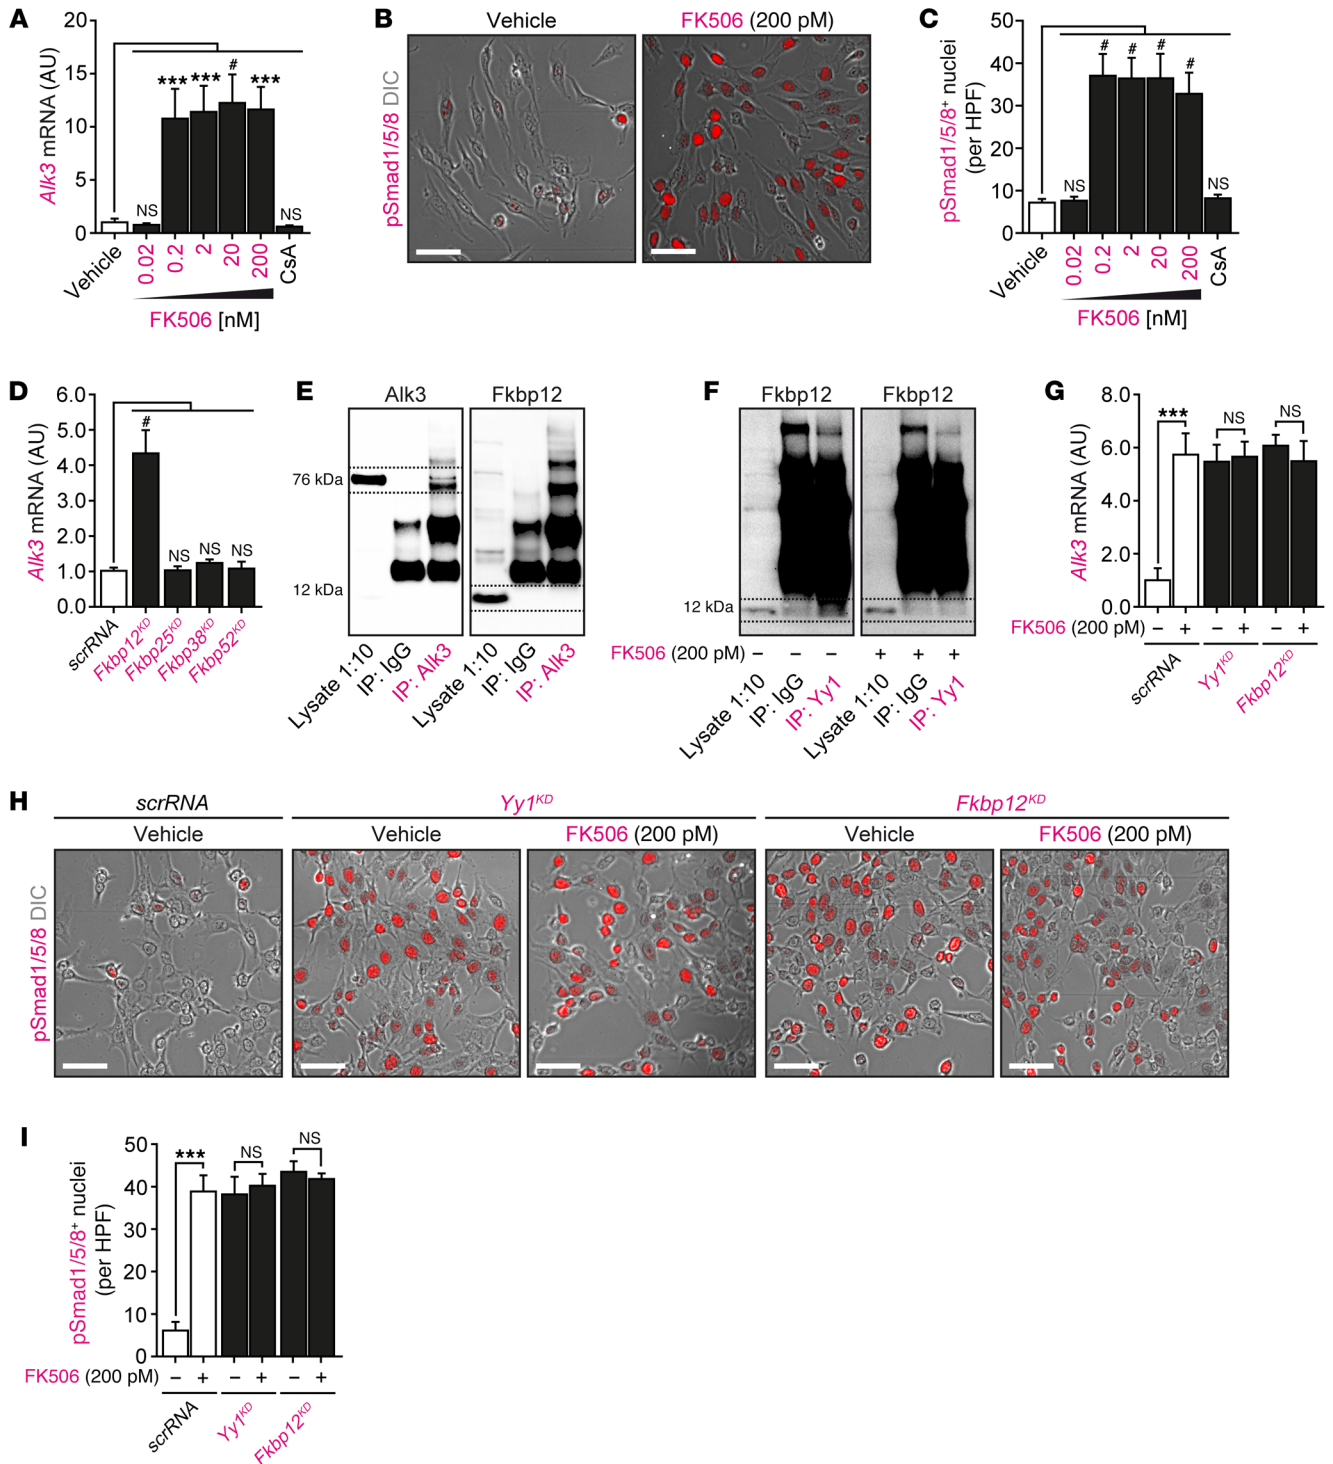 A
Alk3 mRNA (AU)
20
15
10
5
0
NS
***
***
#
***
NS
Vehicle
0.02
0.2
2
20
200
CsA
FK506 [nM]
B
Vehicle
FK506 (200 pM)
pSmad1/5/8 DIC
C
pSmad1/5/8+ nuclei
(per HPF)
50
40
30
20
10
0
NS
#
#
#
#
NS
Vehicle
0.02
0.2
2
20
200
CsA
FK506 [nM]
D
Alk3 mRNA (AU)
6.0
5.0
4.0
3.0
2.0
1.0
0.0
#
NS
NS
NS
scrRNA
Fkbp12KD
Fkbp25KD
Fkbp38KD
Fkbp52KD
E
Alk3
Fkbp12
76 kDa
12 kDa
Lysate 1:10
IP: IgG
IP: Alk3
Lysate 1:10
IP: IgG
IP: Alk3
F
Fkbp12
Fkbp12
12 kDa
FK506 (200 pM) – – – + + +
Lysate 1:10
IP: IgG
IP: Yy1
Lysate 1:10
IP: IgG
IP: Yy1
G
Alk3 mRNA (AU)
8.0
6.0
4.0
2.0
0.0
***
NS
NS
FK506 (200 pM) – + – + – +
scrRNA
Yy1KD
Fkbp12KD
H
scrRNA
Yy1KD
Fkbp12KD
Vehicle
Vehicle
FK506 (200 pM)
Vehicle
FK506 (200 pM)
pSmad1/5/8 DIC
I
pSmad1/5/8+ nuclei
(per HPF)
50
40
30
20
10
0
***
NS
NS
FK506 (200 pM) – + – + – +
scrRNA
Yy1KD
Fkbp12KD